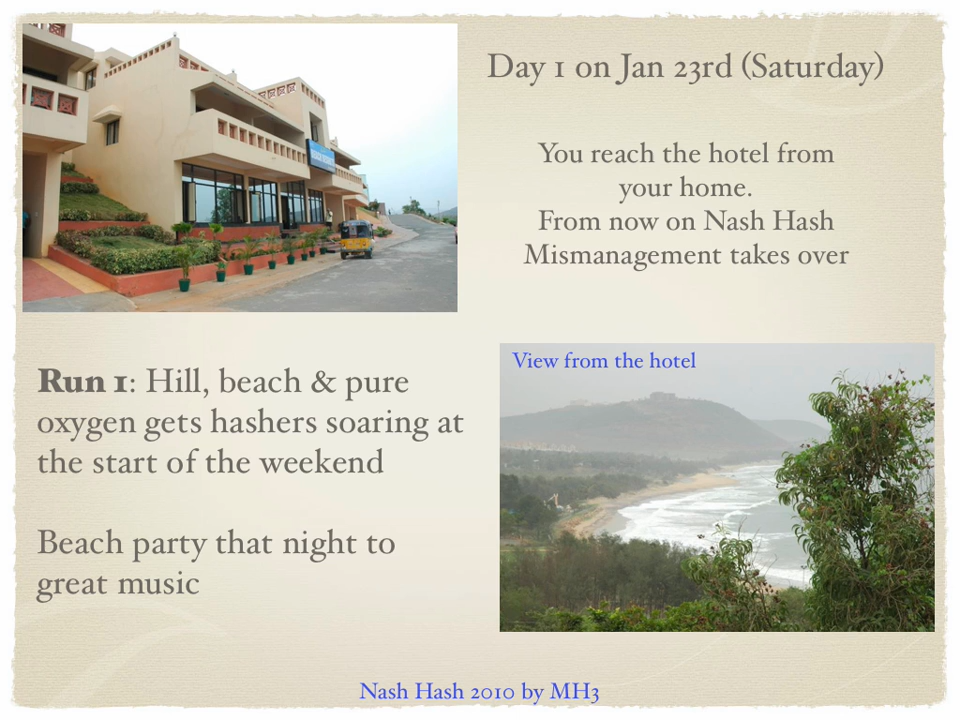 Day 1 on Jan 23rd (Saturday)
You reach the hotel from
your home.
From now on Nash Hash
Mismanagement takes over
View from the hotel
Run 1: Hill, beach & pure
oxygen gets hashers soaring at
the start of the weekend
Beach party that night to
great music
Nash Hash 2010 by MH3